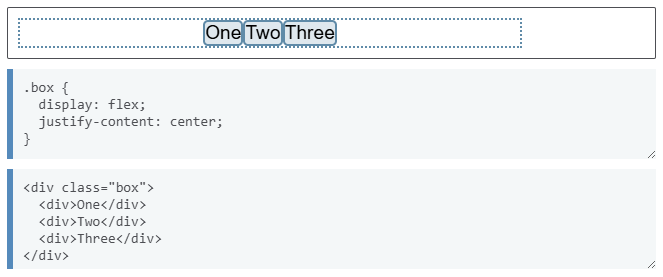 One Two Three
.box {
  display: flex;
  justify-content: center;
}
<div class="box">
  <div>One</div>
  <div>Two</div>
  <div>Three</div>
</div>